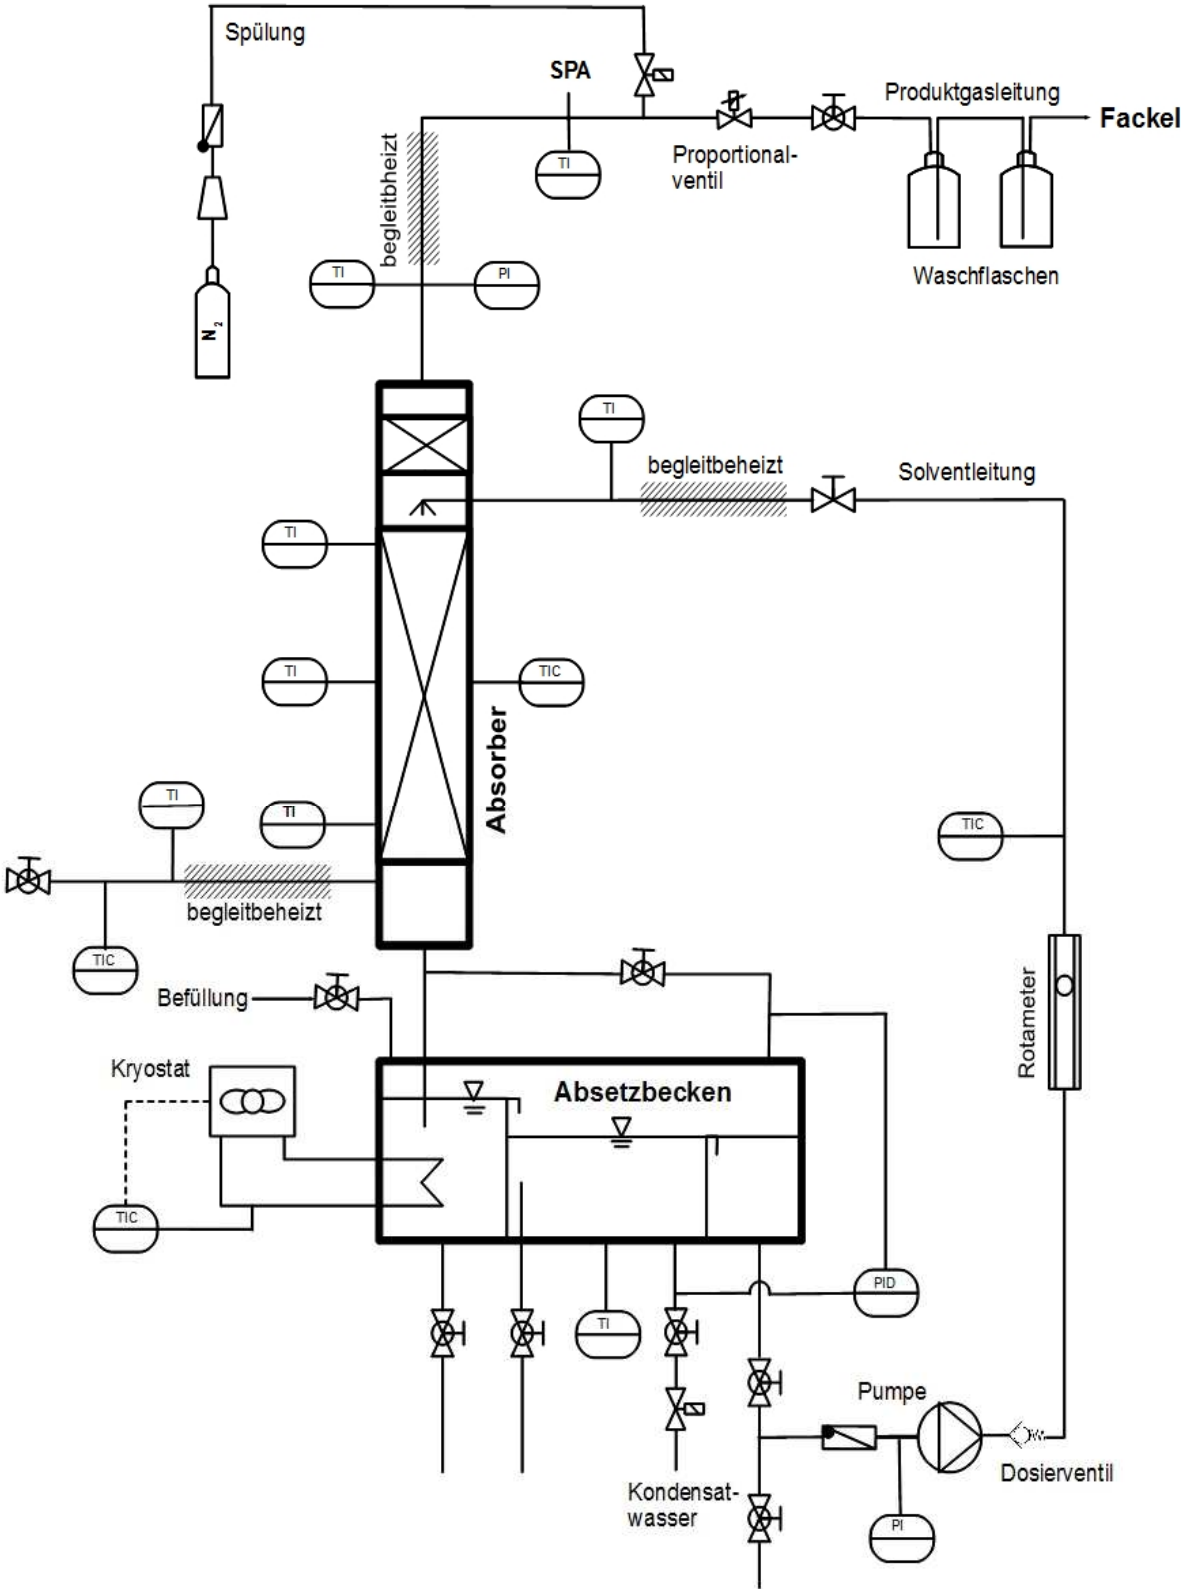 Spülung
SPA
Produktgasleitung
Fackel
TI
Proportional-
ventil
begleitbheizt
Waschflaschen
TI
PI
N2
TI
begleitbeheizt
Solventleitung
TI
TI
TIC
Absorber
TI
TI
TIC
begleitbeheizt
TIC
Befüllung
Rotameter
Kryostat
Absetzbecken
TIC
PID
TI
Pumpe
Kondensat-
wasser
Dosierventil
PI